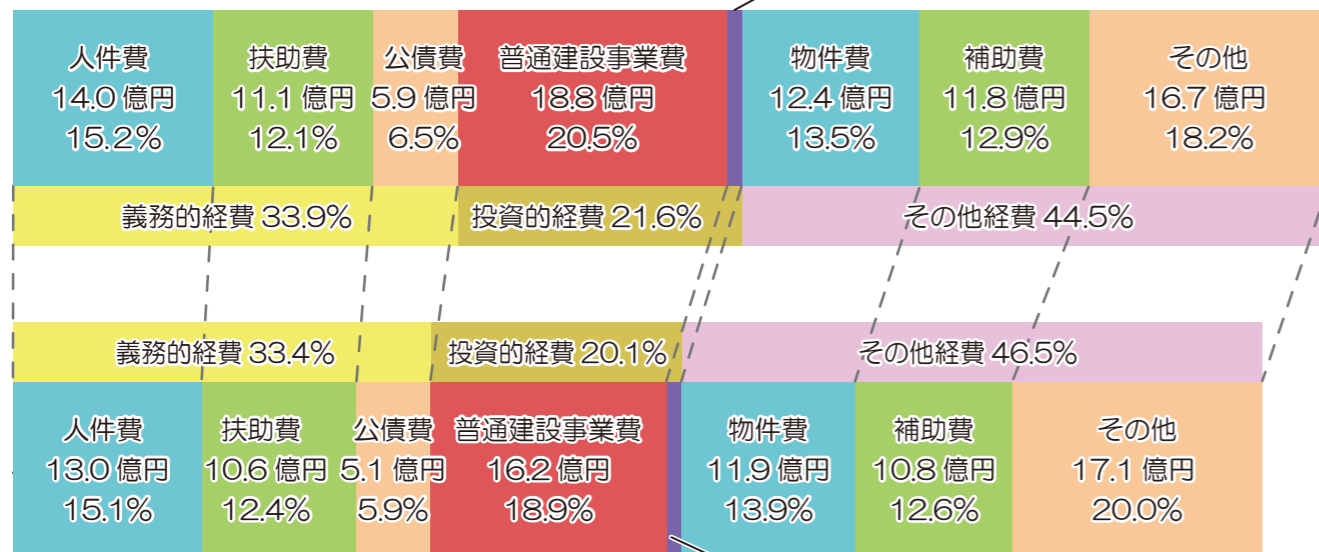 人件費
14.0 億円
15.2%
扶助費
11.1 億円
12.1%
公債費
5.9 億円
6.5%
普通建設事業費
18.8 億円
20.5%
物件費
12.4 億円
13.5%
補助費
11.8 億円
12.9%
その他
16.7 億円
18.2%
義務的経費 33.9%
投資的経費 21.6%
その他経費 44.5%
義務的経費 33.4%
投資的経費 20.1%
その他経費 46.5%
人件費
13.0 億円
15.1%
扶助費
10.6 億円
12.4%
公債費
5.1 億円
5.9%
普通建設事業費
16.2 億円
18.9%
物件費
11.9 億円
13.9%
補助費
10.8 億円
12.6%
その他
17.1 億円
20.0%